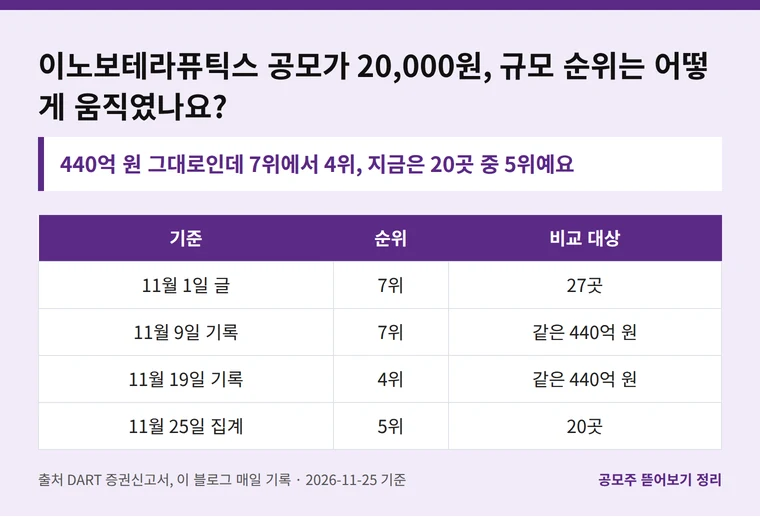 이노보테라퓨틱스 공모가 20,000원, 규모 순위는 어떻
게 움직였나요?
440억 원 그대로인데 7위에서 4위, 지금은 20곳 중 5위예요
기준 순위 비교 대상
11월 1일 글 7위 27곳
11월 9일 기록 7위 같은 440억 원
11월 19일 기록 4위 같은 440억 원
11월 25일 집계 5위 20곳
출처 DART 증권신고서, 이 블로그 매일 기록 · 2026-11-25 기준 공모주 뜯어보기 정리